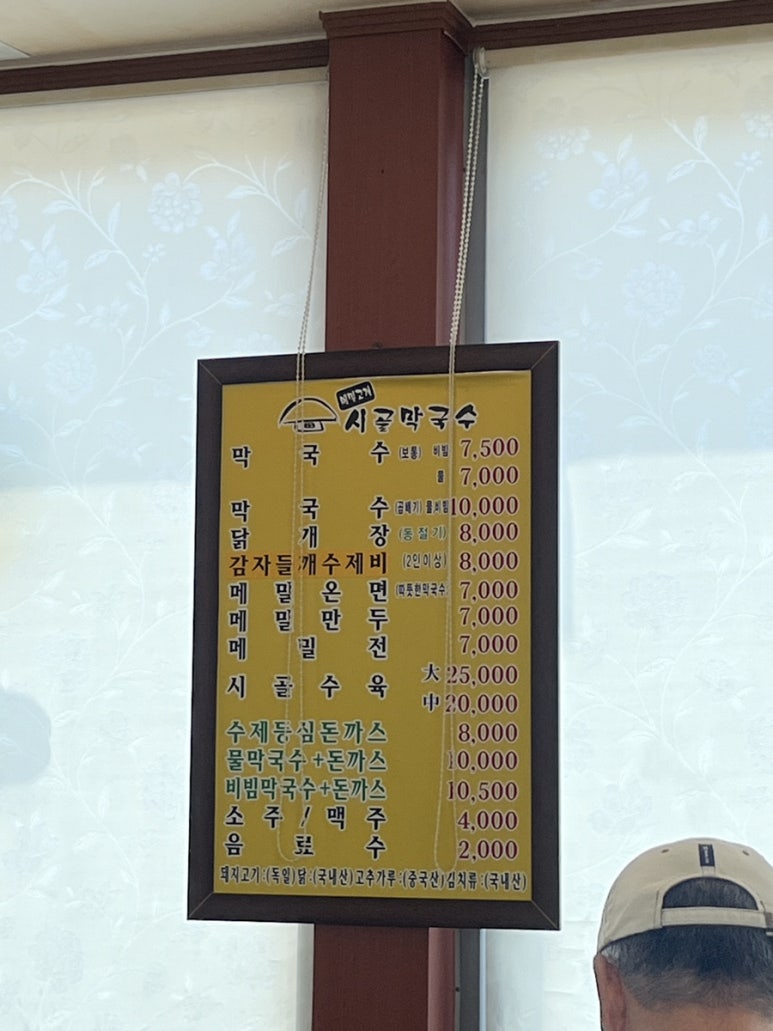 메밀고개
시골막국수
막 국 수 (보통) 비빔 7,500
물 7,000
막 국 수 (곱배기) 물,비빔 10,000
닭 개 장 (동절기) 8,000
감자들깨수제비 (2인이상) 8,000
메 밀 온 면 (따뜻한막국수) 7,000
메 밀 만 두 7,000
메 밀 전 7,000
시 골 수 육 大 25,000
中 20,000
수제등심돈까스 8,000
물막국수+돈까스 10,000
비빔막국수+돈까스 10,500
소 주 / 맥 주 4,000
음 료 수 2,000
돼지고기:(독일)닭:(국내산)고추가루:(중국산)김치류:(국내산)